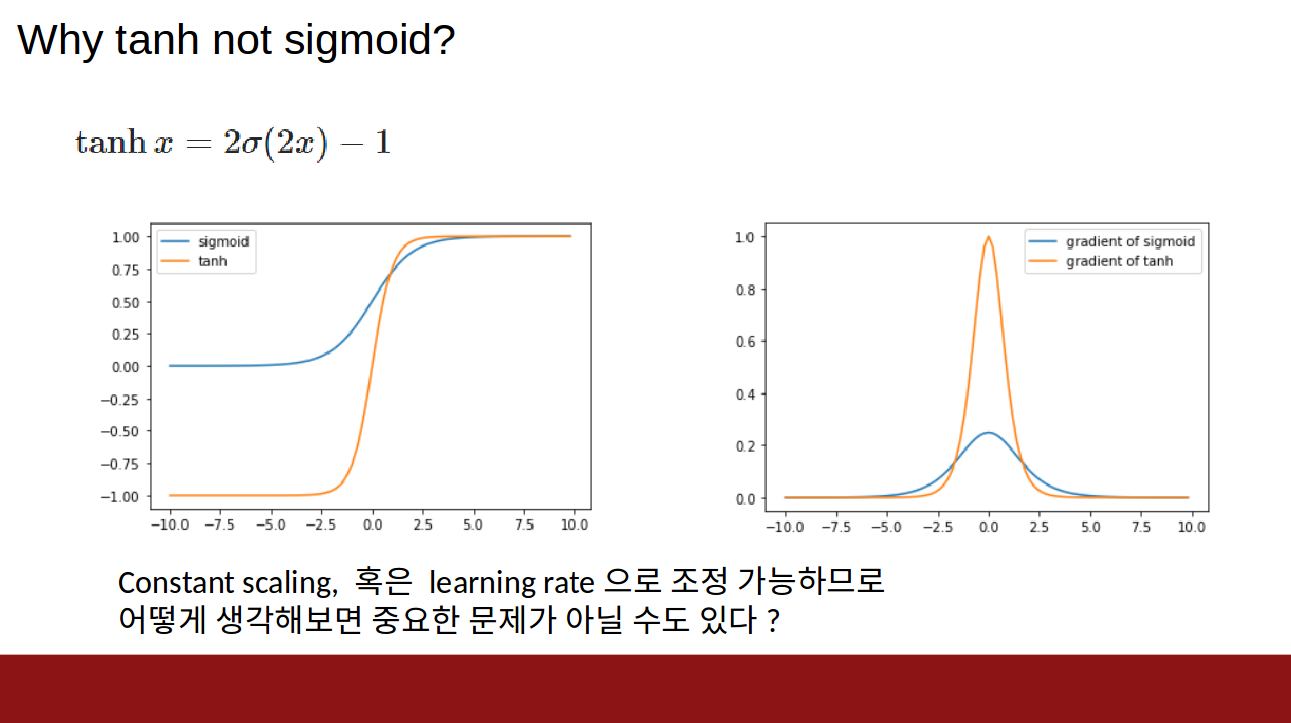 Why tanh not sigmoid?
tanh x = 2σ(2x) − 1
sigmoid
tanh
1.00
0.75
0.50
0.25
0.00
−0.25
−0.50
−0.75
−1.00
−10.0 −7.5 −5.0 −2.5 0.0 2.5 5.0 7.5 10.0
gradient of sigmoid
gradient of tanh
1.0
0.8
0.6
0.4
0.2
0.0
−10.0 −7.5 −5.0 −2.5 0.0 2.5 5.0 7.5 10.0
Constant scaling, 혹은 learning rate 으로 조정 가능하므로
어떻게 생각해보면 중요한 문제가 아닐 수도 있다 ?